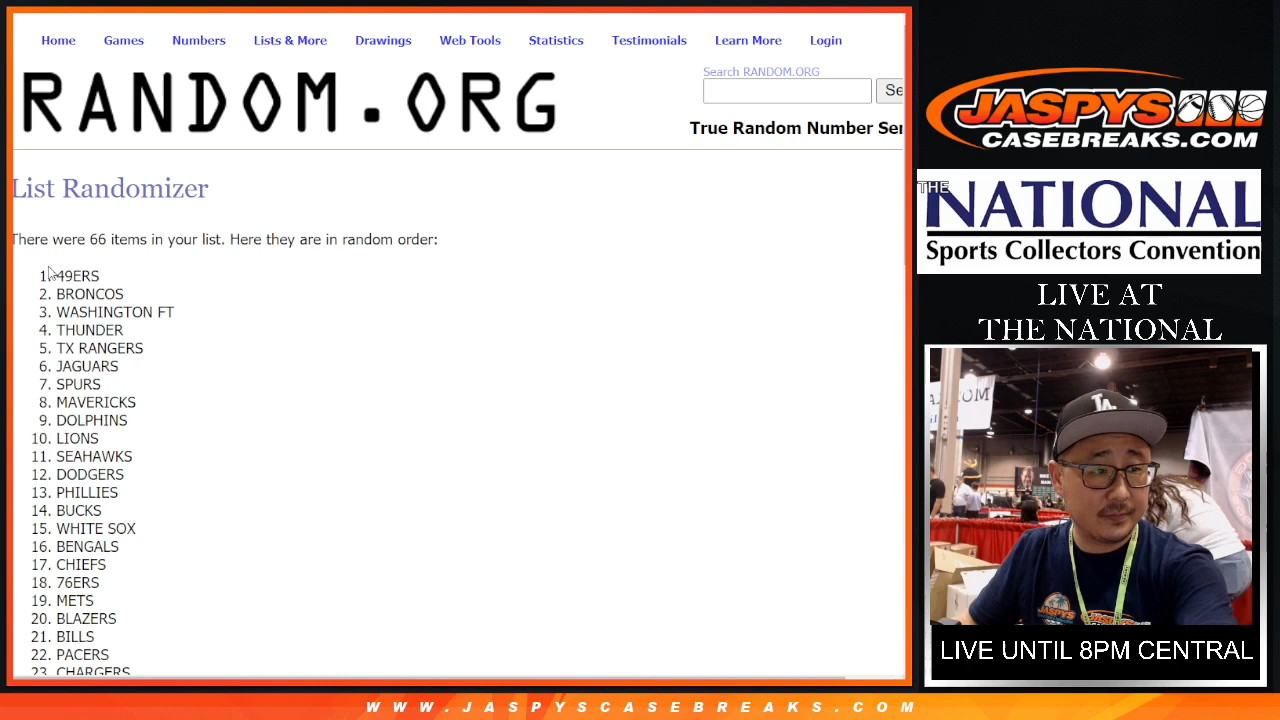 Home Games Numbers Lists & More Drawings Web Tools Statistics Testimonials Learn More Login
RANDOM.ORG
Search RANDOM.ORG
True Random Number Ser
List Randomizer
There were 66 items in your list. Here they are in random order:
1. 49ERS
2. BRONCOS
3. WASHINGTON FT
4. THUNDER
5. TX RANGERS
6. JAGUARS
7. SPURS
8. MAVERICKS
9. DOLPHINS
10. LIONS
11. SEAHAWKS
12. DODGERS
13. PHILLIES
14. BUCKS
15. WHITE SOX
16. BENGALS
17. CHIEFS
18. 76ERS
19. METS
20. BLAZERS
21. BILLS
22. PACERS
23. CHARGERS
JASPYS
CASEBREAKS.COM
THE
NATIONAL
Sports Collectors Convention
LIVE AT
THE NATIONAL
LA
JASPYS
LIVE UNTIL 8PM CENTRAL
WWW.JASPYSCASEBREAKS.COM